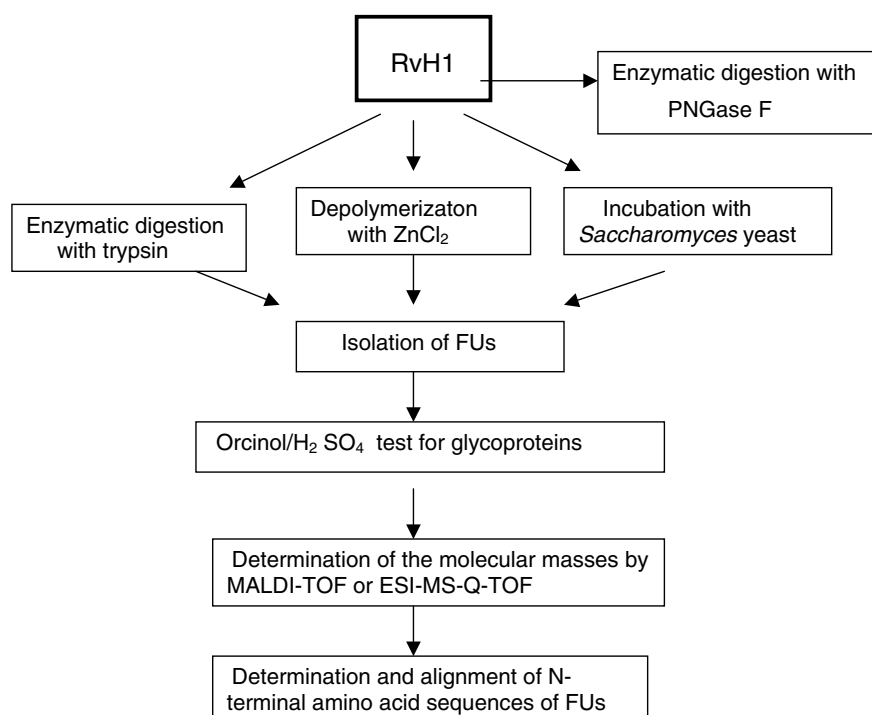 RvH1
Enzymatic digestion with
PNGase F
Enzymatic digestion
with trypsin
Depolymerizaton
with ZnCl₂
Incubation with
Saccharomyces yeast
Isolation of FUs
Orcinol/H₂ SO₄ test for glycoproteins
Determination of the molecular masses by
MALDI-TOF or ESI-MS-Q-TOF
Determination and alignment of N-
terminal amino acid sequences of FUs